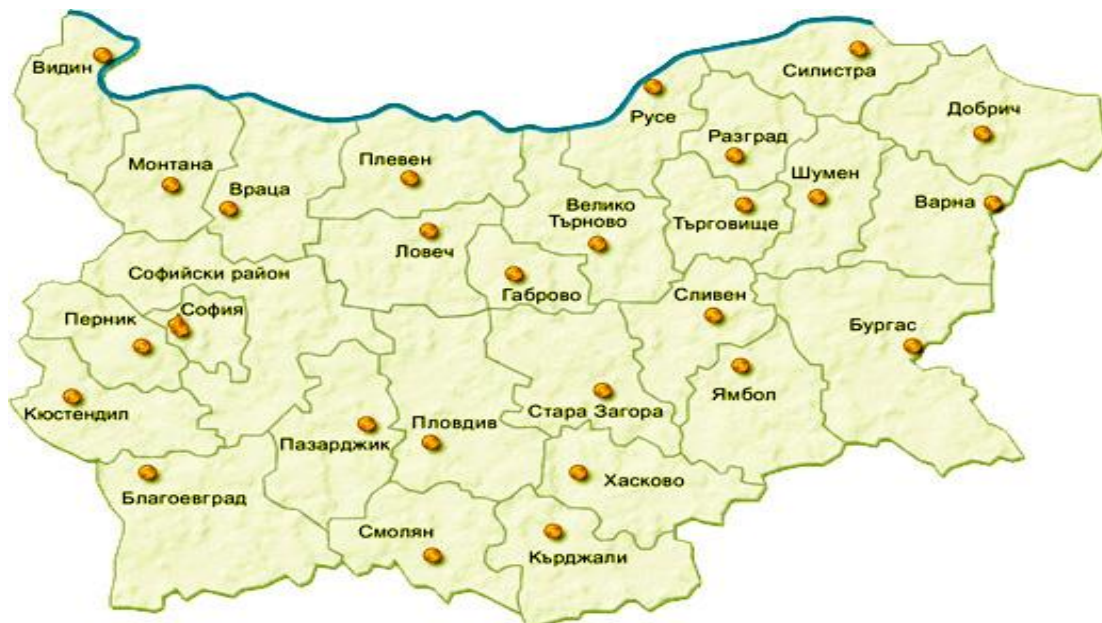 Видин
Силистра
Русе
Добрич
Разград
Монтана
Плевен
Шумен
Враца
Варна
Велико
Търново
Търговище
Ловеч
Софийски район
Габрово
Сливен
София
Перник
Бургас
Ямбол
Кюстендил
Стара Загора
Пловдив
Пазарджик
Хасково
Благоевград
Смолян
Кърджали